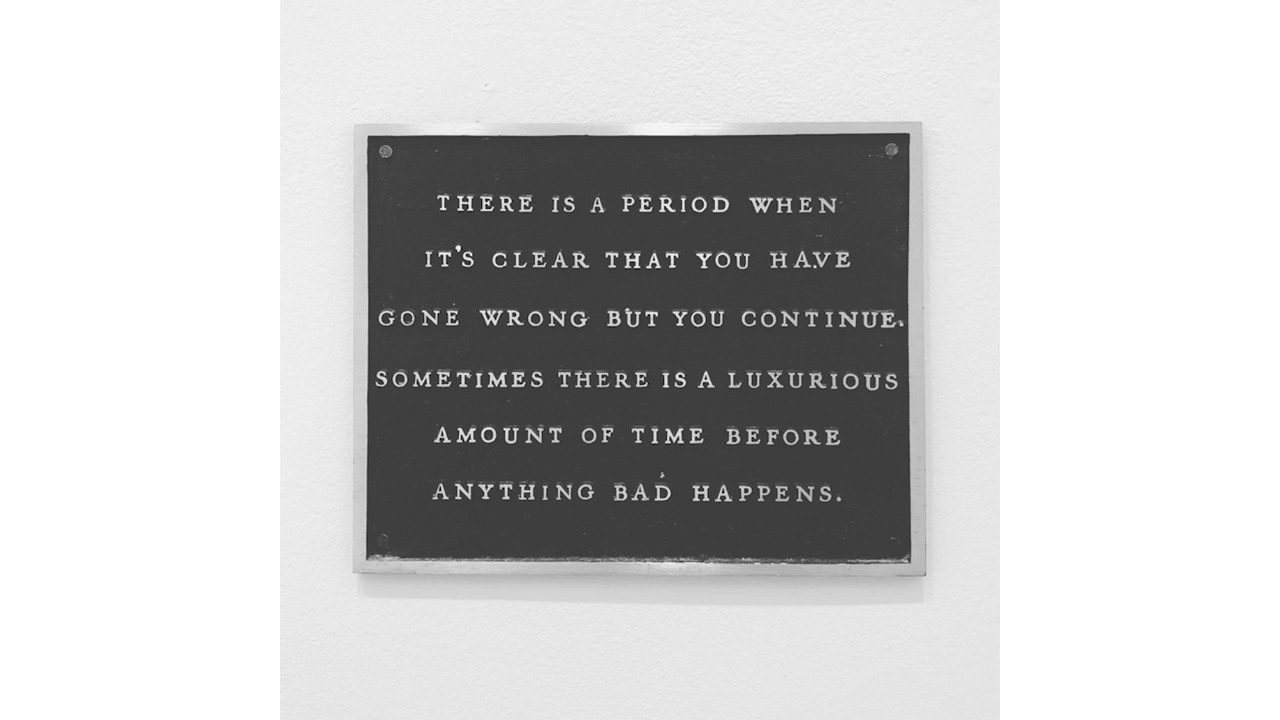 THERE IS A PERIOD WHEN
IT'S CLEAR THAT YOU HAVE
GONE WRONG BUT YOU CONTINUE.
SOMETIMES THERE IS A LUXURIOUS
AMOUNT OF TIME BEFORE
ANYTHING BAD HAPPENS.